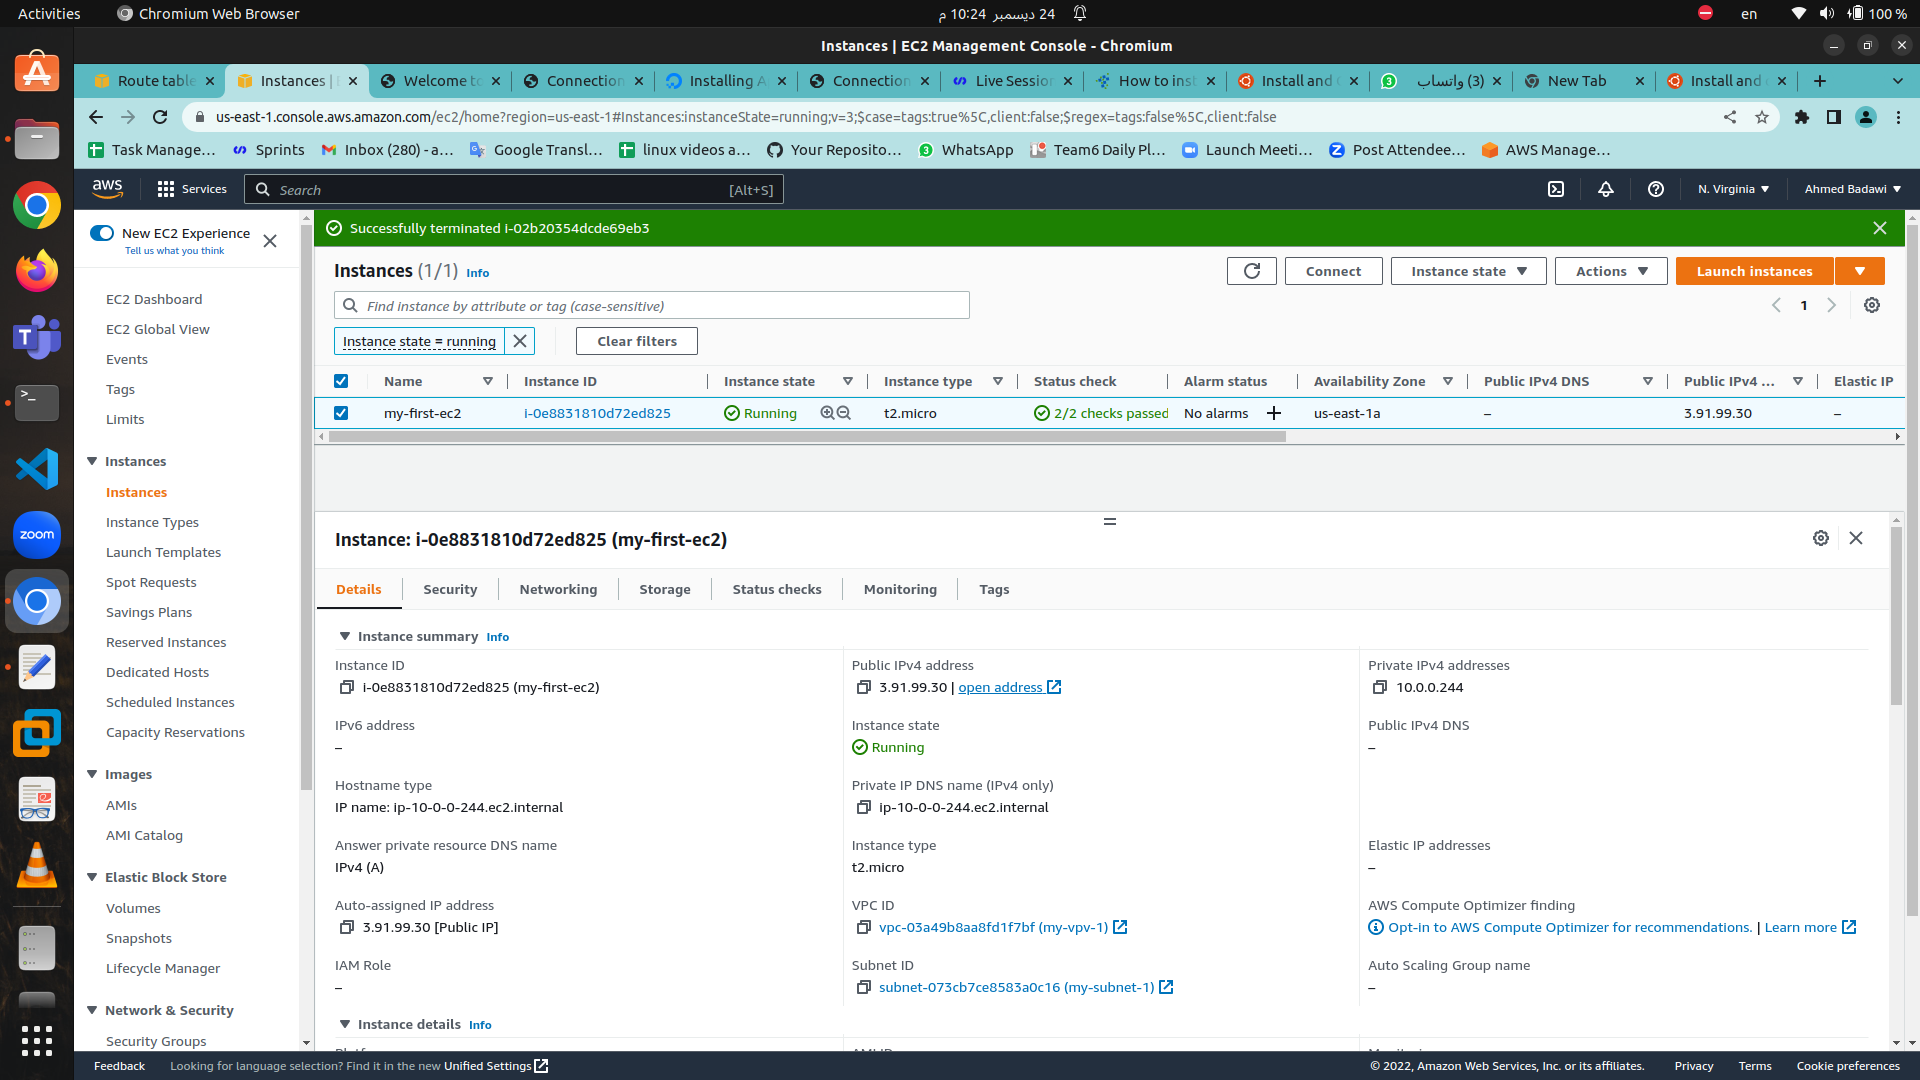 Activities
Chromium Web Browser
24 ديسمبر 10:24 م
en
100 %
Instances | EC2 Management Console - Chromium
Route table
Instances | E
Welcome to
Connection
Installing A
Connection
Live Session
How to inst
Install and C
(3) واتساب
New Tab
Install and c
us-east-1.console.aws.amazon.com/ec2/home?region=us-east-1#Instances:instanceState=running;v=3;$case=tags:true%5C,client:false;$regex=tags:false%5C,client:false
Task Manage...
Sprints
Inbox (280) - a...
Google Transl...
linux videos a...
Your Reposito...
WhatsApp
Team6 Daily Pl...
Launch Meeti...
Post Attendee...
AWS Manage...
aws
Services
Search
[Alt+S]
N. Virginia
Ahmed Badawi
New EC2 Experience
Tell us what you think
EC2 Dashboard
EC2 Global View
Events
Tags
Limits
Instances
Instances
Instance Types
Launch Templates
Spot Requests
Savings Plans
Reserved Instances
Dedicated Hosts
Scheduled Instances
Capacity Reservations
Images
AMIs
AMI Catalog
Elastic Block Store
Volumes
Snapshots
Lifecycle Manager
Network & Security
Security Groups
Successfully terminated i-02b20354dcde69eb3
Instances (1/1) Info
Connect
Instance state
Actions
Launch instances
Find instance by attribute or tag (case-sensitive)
1
Instance state = running
Clear filters
Name
Instance ID
Instance state
Instance type
Status check
Alarm status
Availability Zone
Public IPv4 DNS
Public IPv4 ...
Elastic IP
my-first-ec2
i-0e8831810d72ed825
Running
t2.micro
2/2 checks passed
No alarms
us-east-1a
–
3.91.99.30
–
Instance: i-0e8831810d72ed825 (my-first-ec2)
Details
Security
Networking
Storage
Status checks
Monitoring
Tags
Instance summary Info
Instance ID
i-0e8831810d72ed825 (my-first-ec2)
Public IPv4 address
3.91.99.30 | open address
Private IPv4 addresses
10.0.0.244
IPv6 address
–
Instance state
Running
Public IPv4 DNS
–
Hostname type
IP name: ip-10-0-0-244.ec2.internal
Private IP DNS name (IPv4 only)
ip-10-0-0-244.ec2.internal
Answer private resource DNS name
IPv4 (A)
Instance type
t2.micro
Elastic IP addresses
–
Auto-assigned IP address
3.91.99.30 [Public IP]
VPC ID
vpc-03a49b8aa8fd1f7bf (my-vpv-1)
AWS Compute Optimizer finding
Opt-in to AWS Compute Optimizer for recommendations. | Learn more
IAM Role
–
Subnet ID
subnet-073cb7ce8583a0c16 (my-subnet-1)
Auto Scaling Group name
–
Instance details Info
Feedback
Looking for language selection? Find it in the new Unified Settings
© 2022, Amazon Web Services, Inc. or its affiliates.
Privacy
Terms
Cookie preferences
zoom